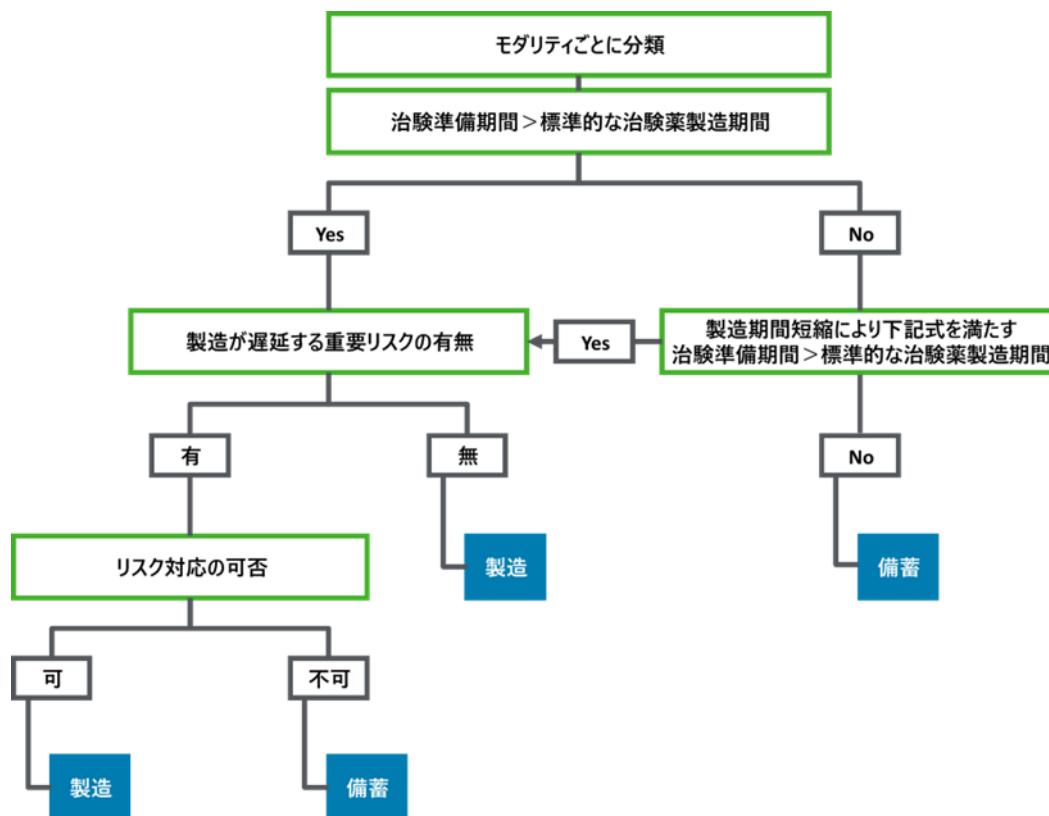 モダリティごとに分類
治験準備期間＞標準的な治験薬製造期間
Yes
No
製造が遅延する重要リスクの有無
Yes
製造期間短縮により下記式を満たす
治験準備期間＞標準的な治験薬製造期間
有
無
No
リスク対応の可否
製造
備蓄
可
不可
製造
備蓄